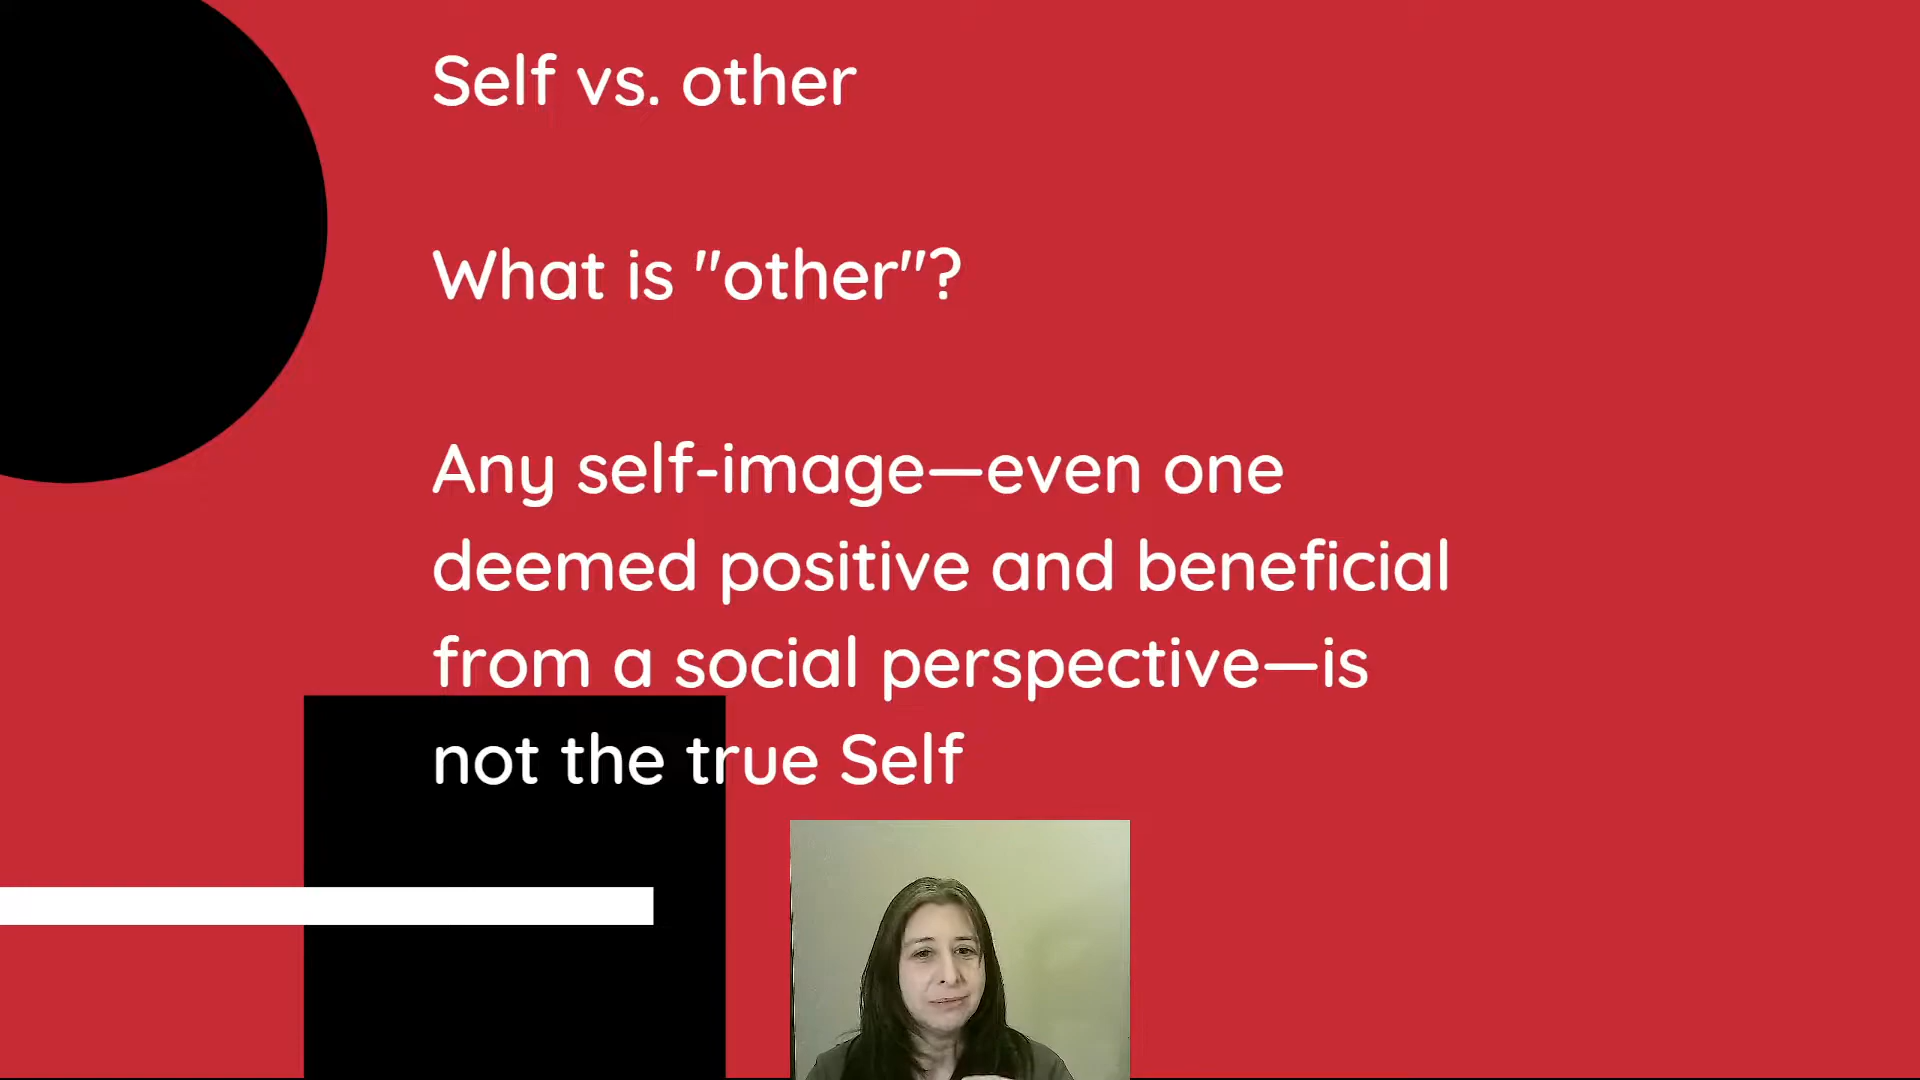 Self vs. other
What is "other"?
Any self-image—even one
deemed positive and beneficial
from a social perspective—is
not the true Self